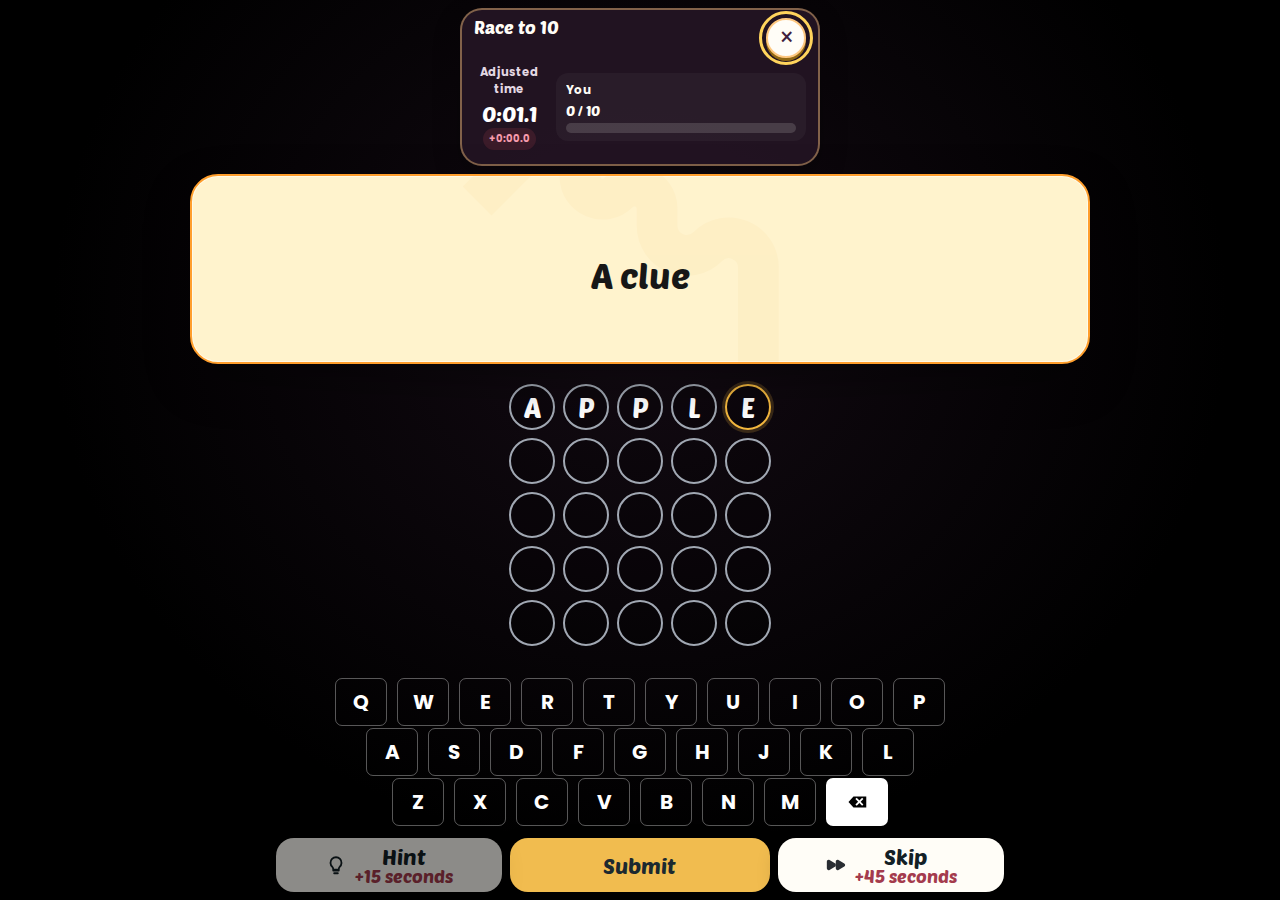 Race to 10
×
Adjusted
time
0:01.1
+0:00.0
You
0 / 10
A clue
A P P L E
Q W E R T Y U I O P
A S D F G H J K L
Z X C V B N M
Hint
+15 seconds
Submit
Skip
+45 seconds